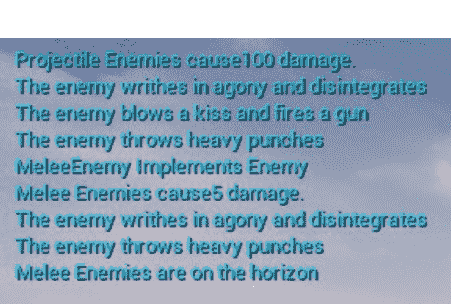 Projectile Enemies cause100 damage.
The enemy writhes in agony and disintegrates
The enemy blows a kiss and fires a gun
The enemy throws heavy punches
MeleeEnemy Implements Enemy
Melee Enemies cause5 damage.
The enemy writhes in agony and disintegrates
The enemy throws heavy punches
Melee Enemies are on the horizon